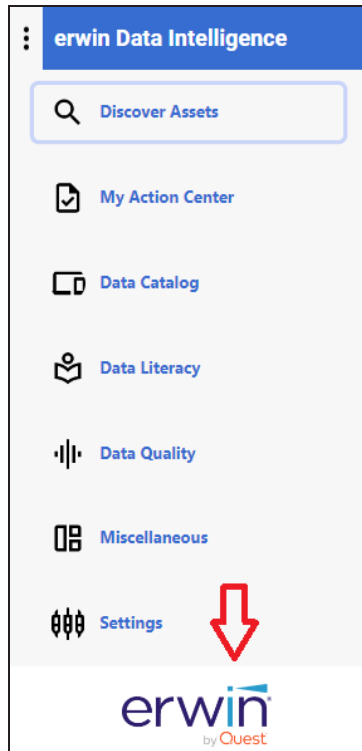 erwin Data Intelligence
Discover Assets
My Action Center
Data Catalog
Data Literacy
Data Quality
Miscellaneous
Settings
erwin
by Quest